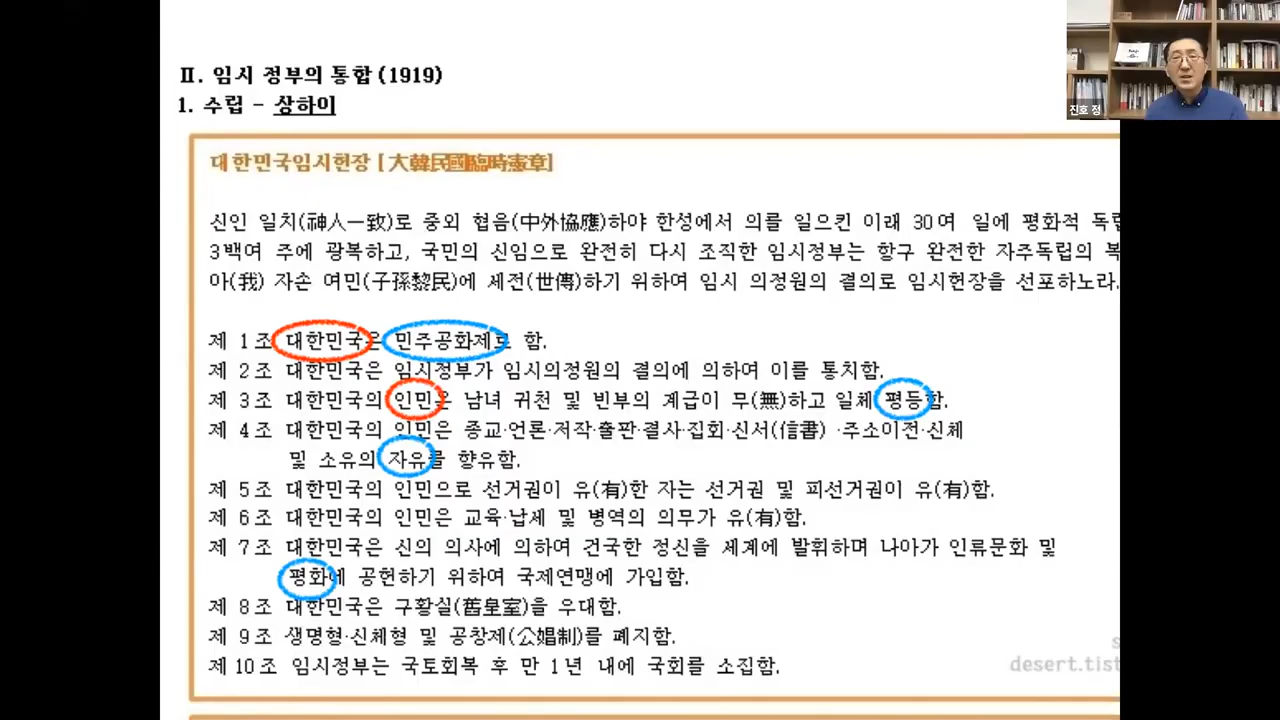 Ⅱ. 임시 정부의 통합(1919)
1. 수립 - 상하이
대한민국임시헌장 [大韓民國臨時憲章]
신인 일치(神人一致)로 중외 협응(中外協應)하야 한성에서 의를 일으킨 이래 30여 일에 평화적 독립
3백여 주에 광복하고, 국민의 신임으로 완전히 다시 조직한 임시정부는 항구 완전한 자주독립의 복
아(我) 자손 여민(子孫黎民)에 세전(世傳)하기 위하여 임시 의정원의 결의로 임시헌장을 선포하노라.
제 1조 대한민국은 민주공화제로 함.
제 2조 대한민국은 임시정부가 임시의정원의 결의에 의하여 이를 통치함.
제 3조 대한민국의 인민은 남녀 귀천 및 빈부의 계급이 무(無)하고 일체 평등함.
제 4조 대한민국의 인민은 종교·언론·저작·출판·결사·집회·신서(信書) ·주소이전·신체
및 소유의 자유를 향유함.
제 5조 대한민국의 인민으로 선거권이 유(有)한 자는 선거권 및 피선거권이 유(有)함.
제 6조 대한민국의 인민은 교육·납세 및 병역의 의무가 유(有)함.
제 7조 대한민국은 신의 의사에 의하여 건국한 정신을 세계에 발휘하며 나아가 인류문화 및
평화에 공헌하기 위하여 국제연맹에 가입함.
제 8조 대한민국은 구황실(舊皇室)을 우대함.
제 9조 생명형·신체형 및 공창제(公娼制)를 폐지함.
제 10조 임시정부는 국토회복 후 만 1년 내에 국회를 소집함.
desert.tist
진호 정